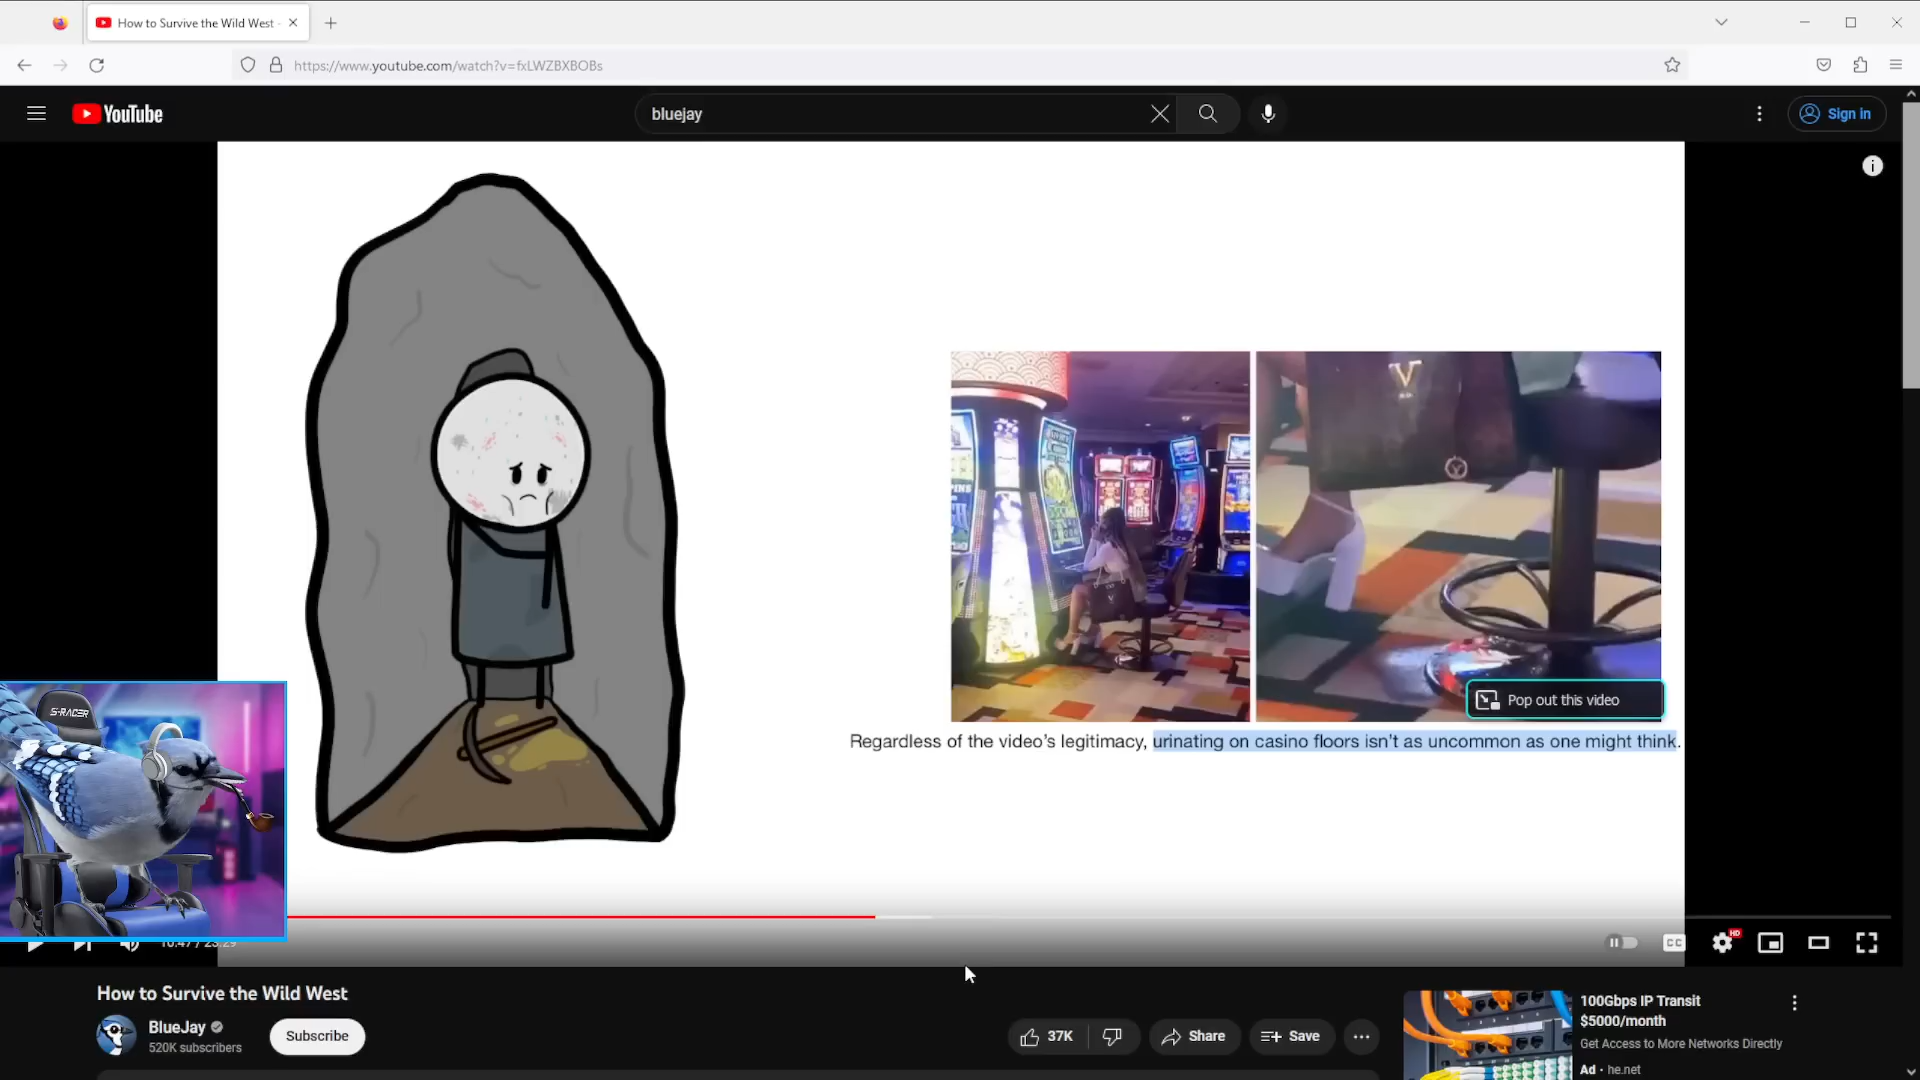 How to Survive the Wild West
https://www.youtube.com/watch?v=fxLWZBXBOBs
YouTube
bluejay
Sign in
S-RACER
Pop out this video
Regardless of the video's legitimacy, urinating on casino floors isn't as uncommon as one might think.
HD
CC
How to Survive the Wild West
BlueJay
520K subscribers
Subscribe
37K
Share
Save
100Gbps IP Transit
$5000/month
Get Access to More Networks Directly
Ad · he.net